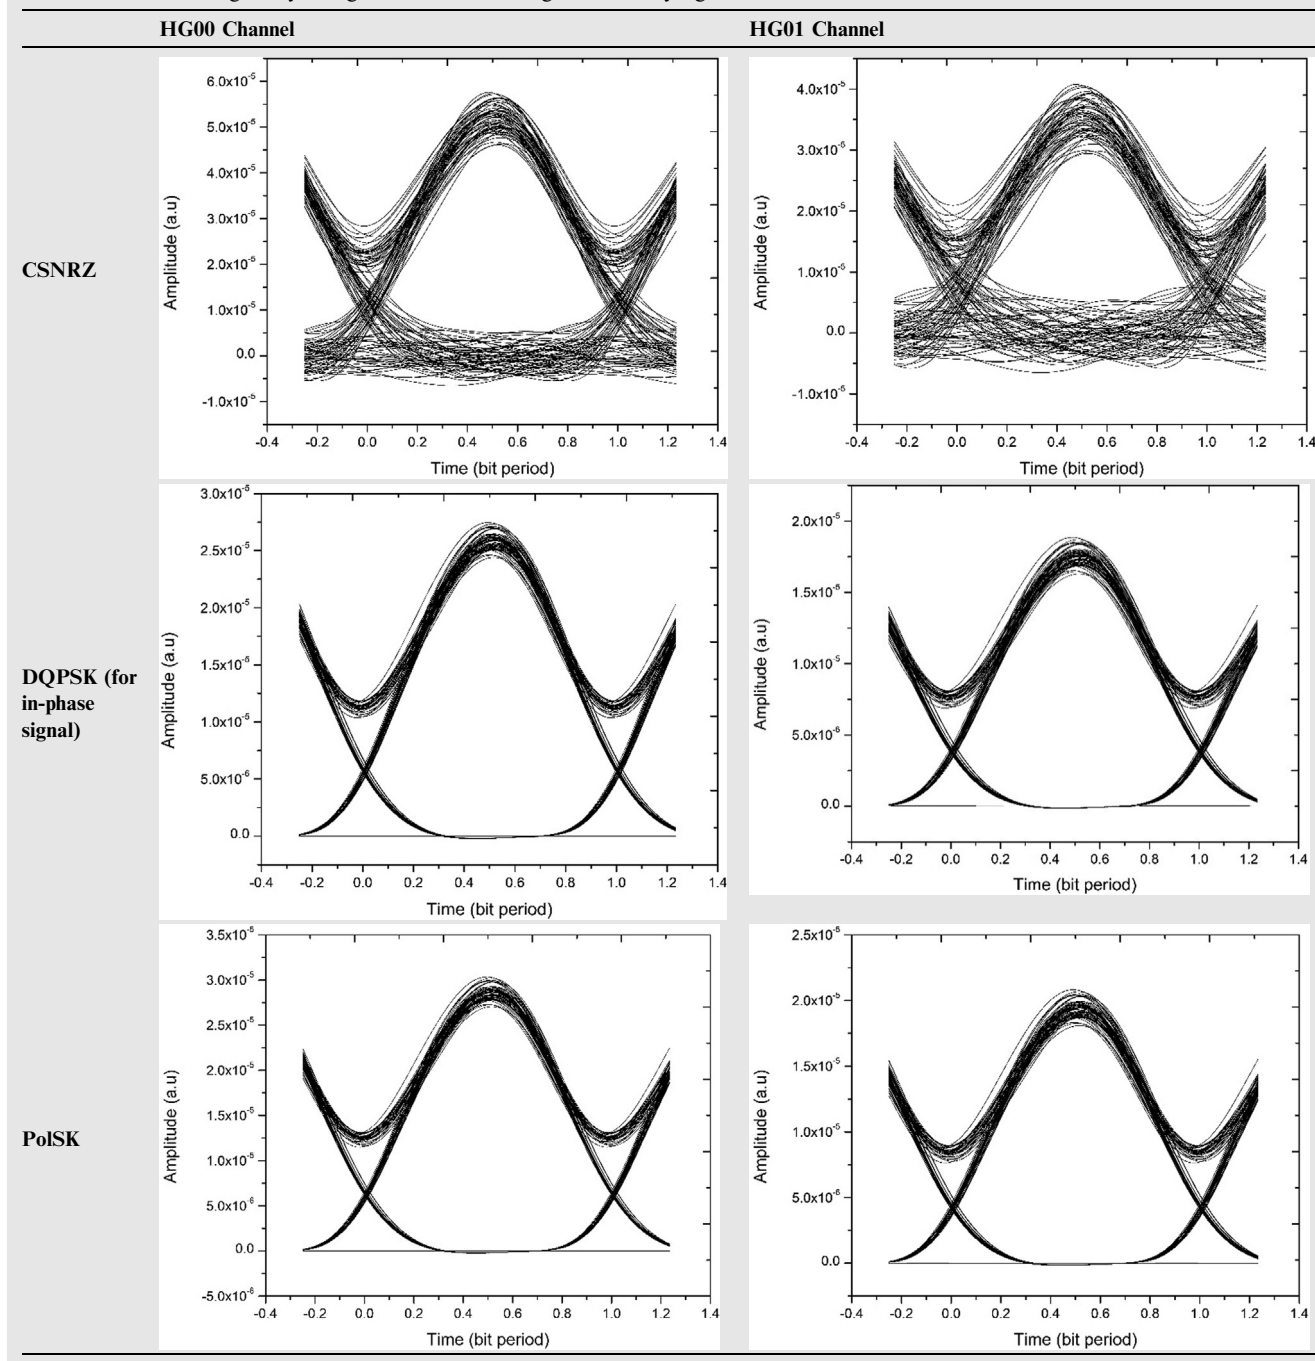 HG00 Channel
HG01 Channel
CSNRZ
Amplitude (a.u)
6.0x10⁻⁵
5.0x10⁻⁵
4.0x10⁻⁵
3.0x10⁻⁵
2.0x10⁻⁵
1.0x10⁻⁵
0.0
-1.0x10⁻⁵
-0.4 -0.2 0.0 0.2 0.4 0.6 0.8 1.0 1.2 1.4
Time (bit period)
Amplitude (a.u)
4.0x10⁻⁵
3.0x10⁻⁵
2.0x10⁻⁵
1.0x10⁻⁵
0.0
-1.0x10⁻⁵
-0.4 -0.2 0.0 0.2 0.4 0.6 0.8 1.0 1.2 1.4
Time (bit period)
DQPSK (for
in-phase
signal)
Amplitude (a.u)
3.0x10⁻⁵
2.5x10⁻⁵
2.0x10⁻⁵
1.5x10⁻⁵
1.0x10⁻⁵
5.0x10⁻⁶
0.0
-0.4 -0.2 0.0 0.2 0.4 0.6 0.8 1.0 1.2 1.4
Time (bit period)
Amplitude (a.u)
2.0x10⁻⁵
1.5x10⁻⁵
1.0x10⁻⁵
5.0x10⁻⁶
0.0
-0.4 -0.2 0.0 0.2 0.4 0.6 0.8 1.0 1.2 1.4
Time (bit period)
PolSK
Amplitude (a.u)
3.5x10⁻⁵
3.0x10⁻⁵
2.5x10⁻⁵
2.0x10⁻⁵
1.5x10⁻⁵
1.0x10⁻⁵
5.0x10⁻⁶
0.0
-5.0x10⁻⁶
-0.4 -0.2 0.0 0.2 0.4 0.6 0.8 1.0 1.2 1.4
Time (bit period)
Amplitude (a.u)
2.5x10⁻⁵
2.0x10⁻⁵
1.5x10⁻⁵
1.0x10⁻⁵
5.0x10⁻⁶
0.0
-0.4 -0.2 0.0 0.2 0.4 0.6 0.8 1.0 1.2 1.4
Time (bit period)